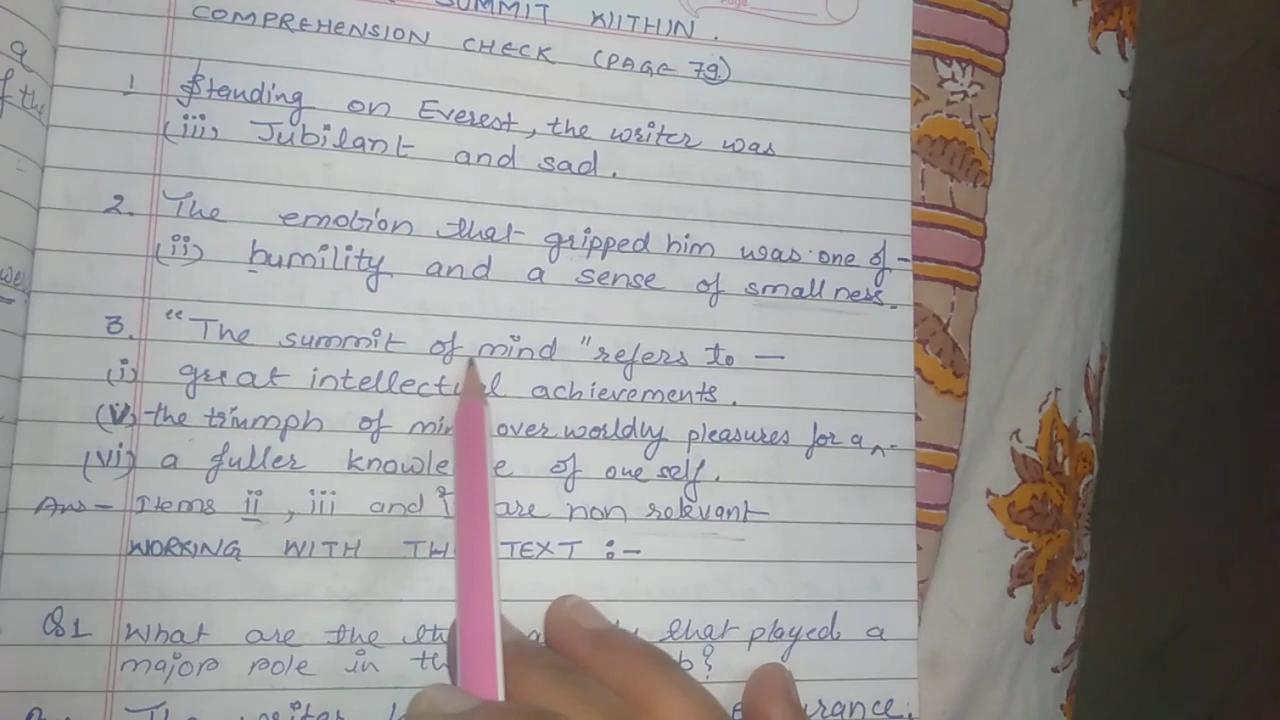 SUMMIT WITHIN.
COMPREHENSION CHECK (PAGE 79)
1 Standing on Everest, the writer was
(iii) Jubilant and sad.
2. The emotion that gripped him was one of -
(ii) humility and a sense of smallness.
3. "The summit of mind" refers to —
(i) great intellectual achievements.
(v) the triumph of over worldly pleasures for a
(vi) a fuller of oneself.
Ans - Items ii, iii and are non relevant
WORKING WITH TEXT :-
Q1 What are the that played a
major role in